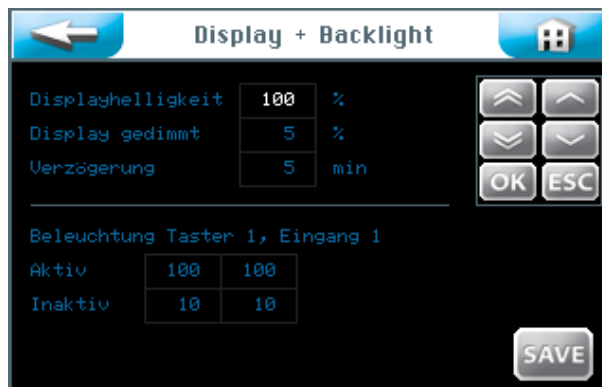 Display + Backlight
Displayhelligkeit 100 %
Display gedimmt 5 %
Verzögerung 5 min
OK ESC
Beleuchtung Taster 1, Eingang 1
Aktiv 100 100
Inaktiv 10 10
SAVE